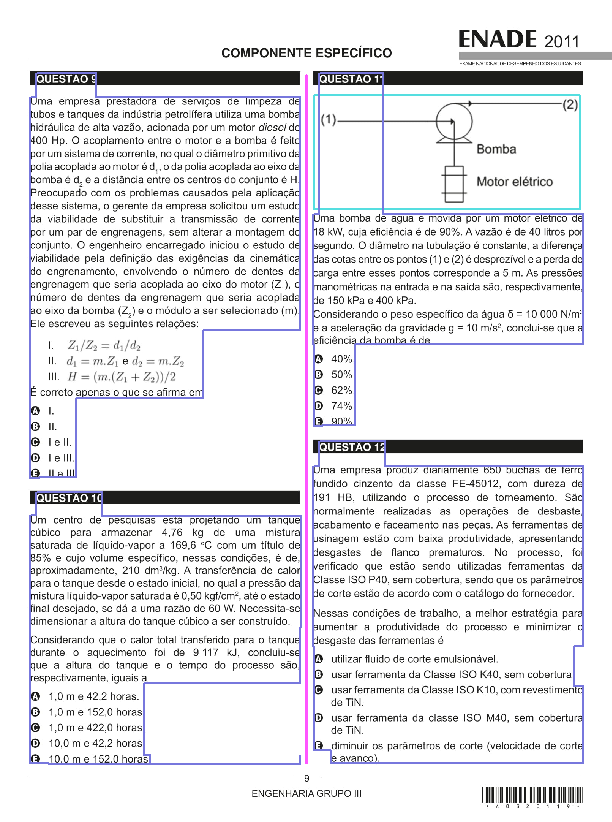 ENADE 2011
EXAME NACIONAL DE DESEMPENHO DOS ESTUDANTES
COMPONENTE ESPECÍFICO
QUESTÃO 9
Uma empresa prestadora de serviços de limpeza de
tubos e tanques da indústria petrolífera utiliza uma bomba
hidráulica de alta vazão, acionada por um motor diesel de
400 Hp. O acoplamento entre o motor e a bomba é feito
por um sistema de corrente, no qual o diâmetro primitivo da
polia acoplada ao motor é d1, o da polia acoplada ao eixo da
bomba é d2 e a distância entre os centros do conjunto é H.
Preocupado com os problemas causados pela aplicação
desse sistema, o gerente da empresa solicitou um estudo
da viabilidade de substituir a transmissão de corrente
por um par de engrenagens, sem alterar a montagem do
conjunto. O engenheiro encarregado iniciou o estudo de
viabilidade pela definição das exigências da cinemática
do engrenamento, envolvendo o número de dentes da
engrenagem que seria acoplada ao eixo do motor (Z1), o
número de dentes da engrenagem que seria acoplada
ao eixo da bomba (Z2) e o módulo a ser selecionado (m).
Ele escreveu as seguintes relações:
I. Z1/Z2 = d1/d2
II. d1 = m.Z1 e d2 = m.Z2
III. H = (m.(Z1 + Z2))/2
É correto apenas o que se afirma em
A I.
B II.
C I e II.
D I e III.
E II e III.
QUESTÃO 10
Um centro de pesquisas está projetando um tanque
cúbico para armazenar 4,76 kg de uma mistura
saturada de líquido-vapor a 169,6 °C com um título de
85% e cujo volume específico, nessas condições, é de,
aproximadamente, 210 dm³/kg. A transferência de calor
para o tanque desde o estado inicial, no qual a pressão da
mistura líquido-vapor saturada é 0,50 kgf/cm², até o estado
final desejado, se dá a uma razão de 60 W. Necessita-se
dimensionar a altura do tanque cúbico a ser construído.
Considerando que o calor total transferido para o tanque
durante o aquecimento foi de 9 117 kJ, concluiu-se
que a altura do tanque e o tempo do processo são,
respectivamente, iguais a
A 1,0 m e 42,2 horas.
B 1,0 m e 152,0 horas
C 1,0 m e 422,0 horas
D 10,0 m e 42,2 horas
E 10,0 m e 152,0 horas
QUESTÃO 11
(1)
(2)
Bomba
Motor elétrico
Uma bomba de água é movida por um motor elétrico de
18 kW, cuja eficiência é de 90%. A vazão é de 40 litros por
segundo. O diâmetro na tubulação é constante, a diferença
das cotas entre os pontos (1) e (2) é desprezível e a perda de
carga entre esses pontos corresponde a 5 m. As pressões
manométricas na entrada e na saída são, respectivamente,
de 150 kPa e 400 kPa.
Considerando o peso específico da água δ = 10 000 N/m³
e a aceleração da gravidade g = 10 m/s², conclui-se que a
eficiência da bomba é de
A 40%
B 50%
C 62%
D 74%
E 90%
QUESTÃO 12
Uma empresa produz diariamente 650 buchas de ferro
fundido cinzento da classe FE-45012, com dureza de
191 HB, utilizando o processo de torneamento. São
normalmente realizadas as operações de desbaste,
acabamento e faceamento nas peças. As ferramentas de
usinagem estão com baixa produtividade, apresentando
desgastes de flanco prematuros. No processo, foi
verificado que estão sendo utilizadas ferramentas da
Classe ISO P40, sem cobertura, sendo que os parâmetros
de corte estão de acordo com o catálogo do fornecedor.
Nessas condições de trabalho, a melhor estratégia para
aumentar a produtividade do processo e minimizar o
desgaste das ferramentas é
A utilizar fluido de corte emulsionável.
B usar ferramenta da Classe ISO K40, sem cobertura
C usar ferramenta da Classe ISO K10, com revestimento
de TiN.
D usar ferramenta da classe ISO M40, sem cobertura
de TiN.
E diminuir os parâmetros de corte (velocidade de corte
e avanço).
9
ENGENHARIA GRUPO III